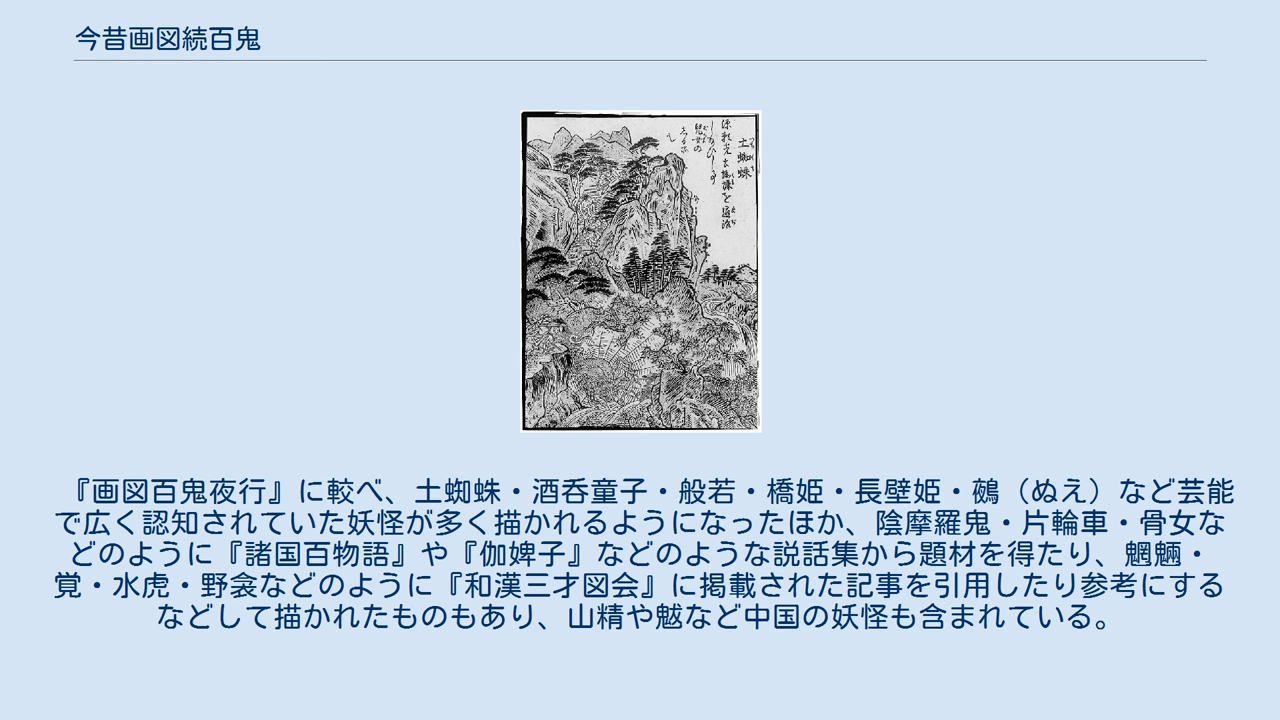 今昔画図続百鬼
土蜘蛛
『画図百鬼夜行』に較べ、土蜘蛛・酒呑童子・般若・橋姫・長壁姫・鵺（ぬえ）など芸能
で広く認知されていた妖怪が多く描かれるようになったほか、陰摩羅鬼・片輪車・骨女な
どのように『諸国百物語』や『伽婢子』などのような説話集から題材を得たり、魍魎・
覚・水虎・野衾などのように『和漢三才図会』に掲載された記事を引用したり参考にする
などして描かれたものもあり、山精や魃など中国の妖怪も含まれている。